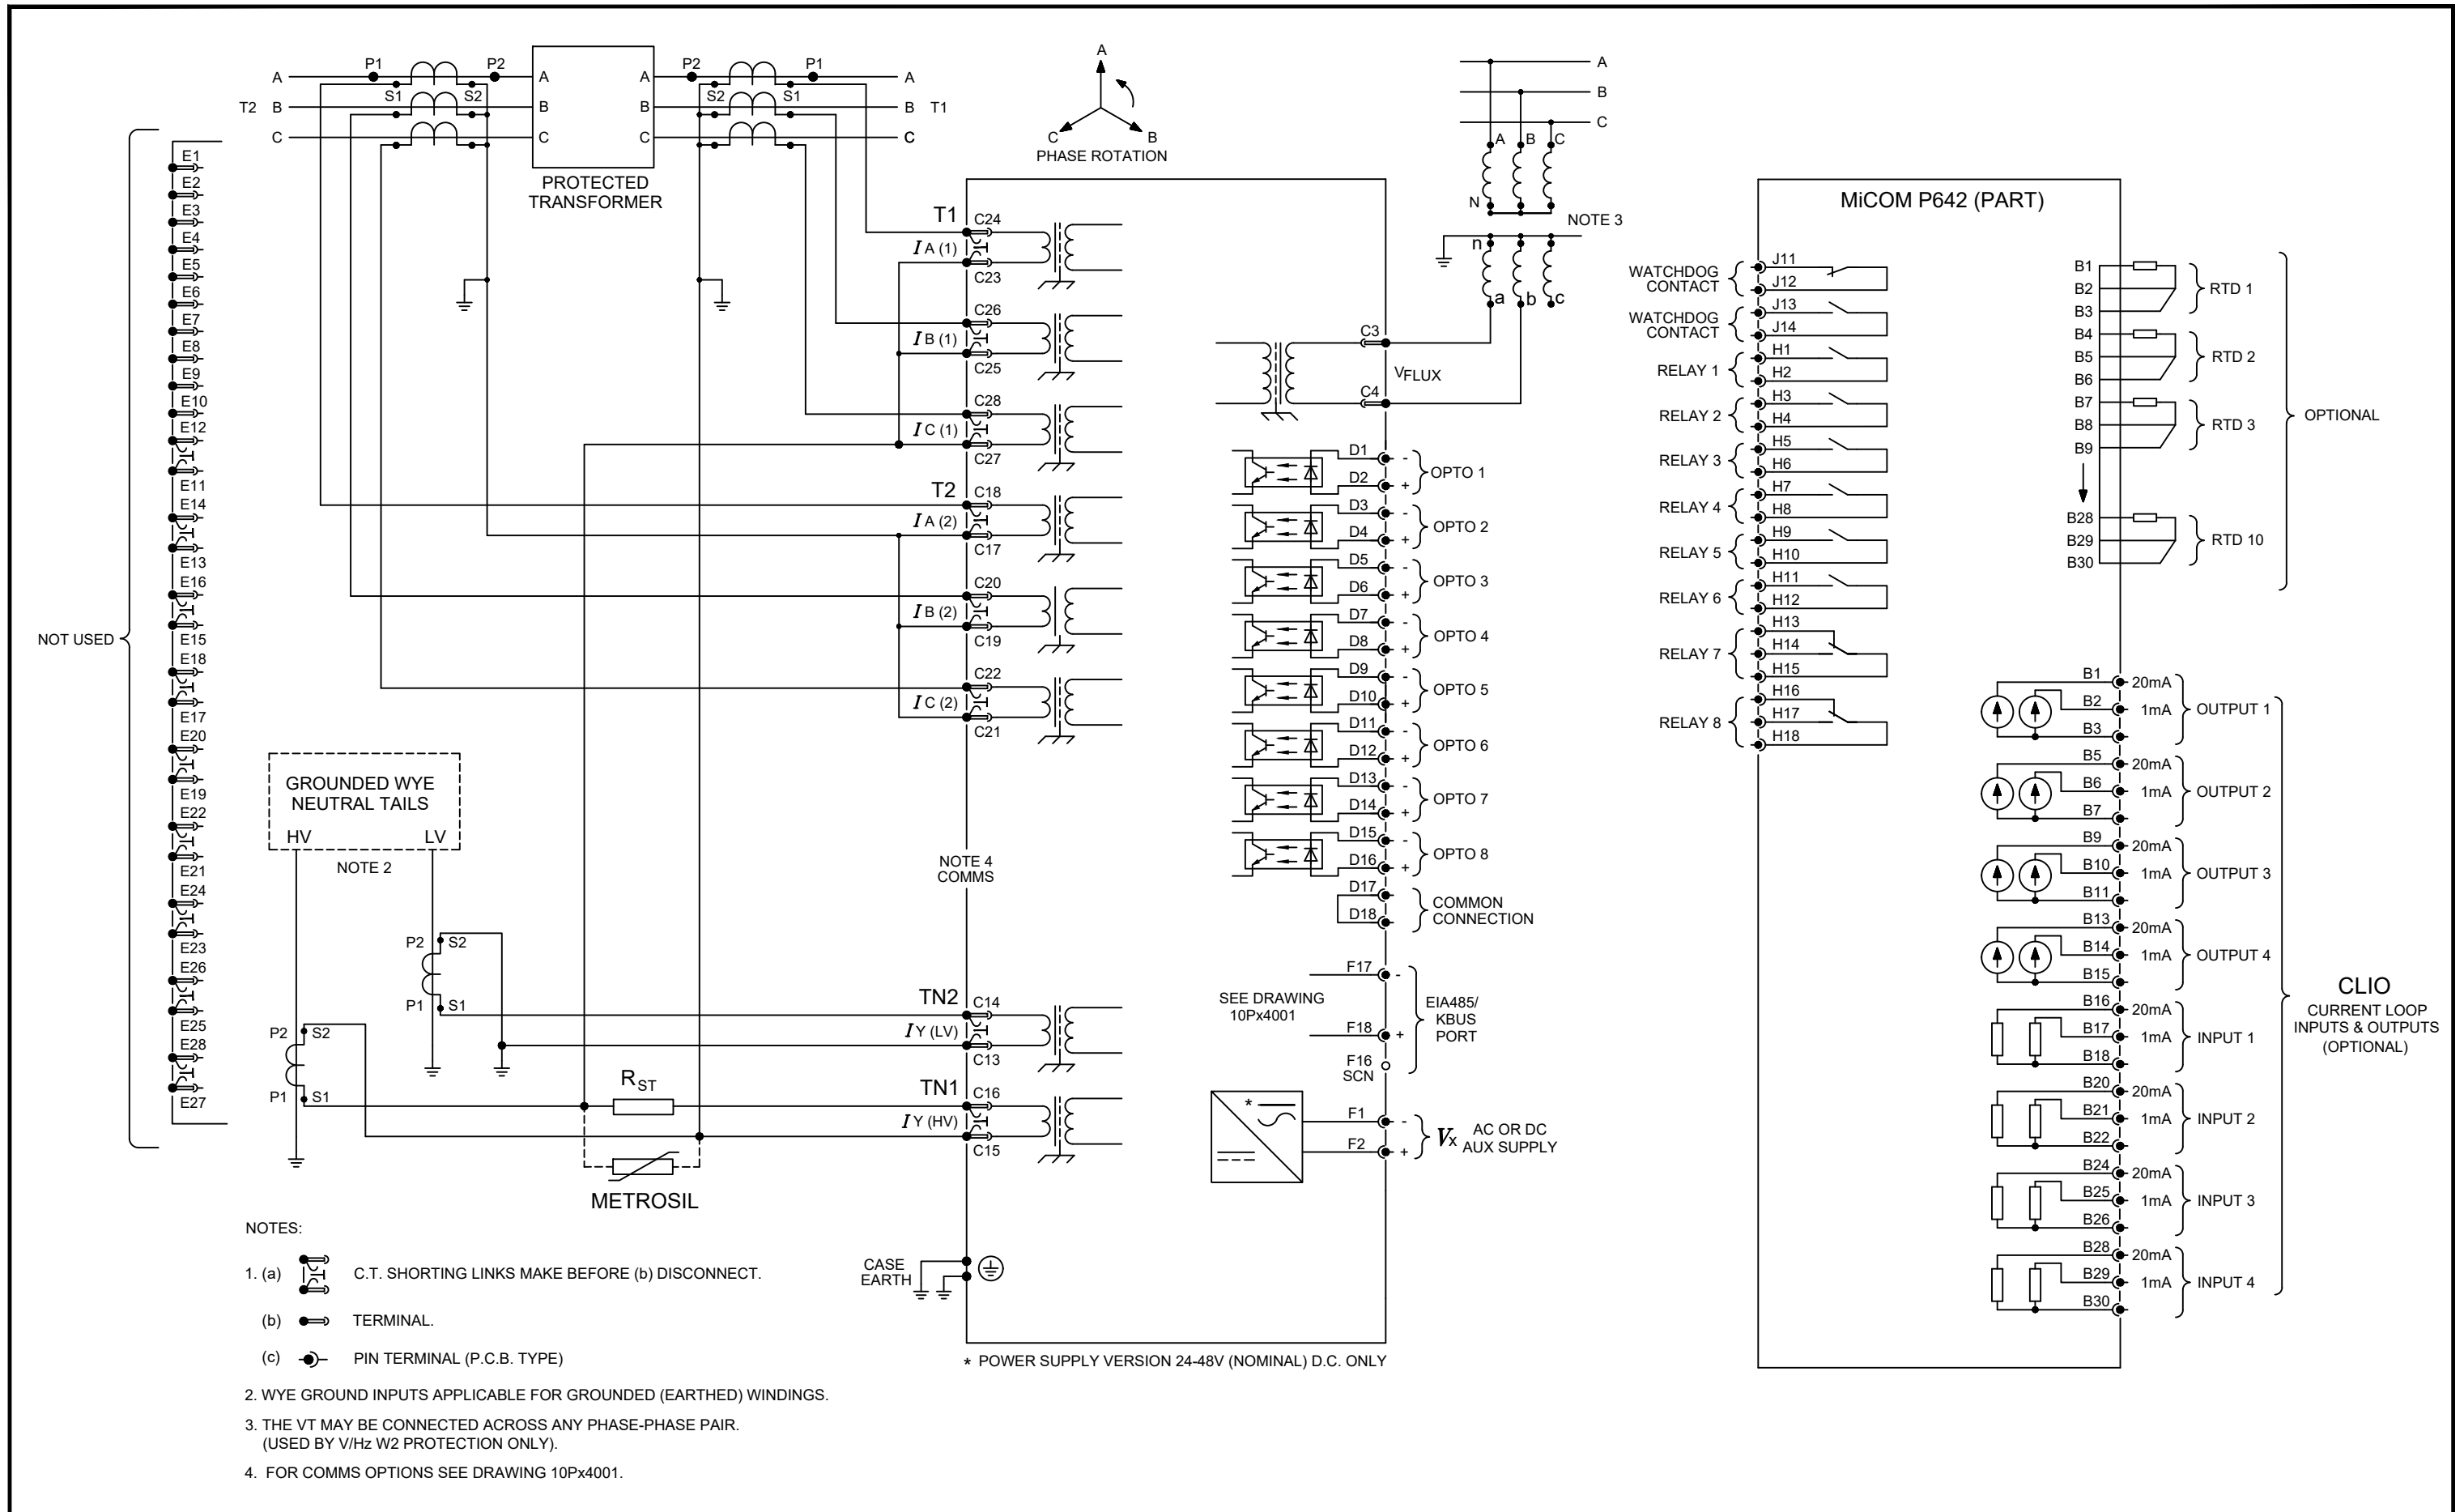 A P1 P2 A A P2 P1 A
S1 S2 S2 S1
T2 B B B B T1
C C C C
PROTECTED
TRANSFORMER
A
C B
PHASE ROTATION
A
B
C
A B C
N
NOTE 3
n
a b c
NOT USED
E1
E2
E3
E4
E5
E6
E7
E8
E9
E10
E12
E11
E14
E13
E16
E15
E18
E17
E20
E19
E22
E21
E24
E23
E26
E25
E28
E27
GROUNDED WYE
NEUTRAL TAILS
HV LV
NOTE 2
P2 S2
P1 S1
P2 S2
P1 S1
RST
METROSIL
T1 C24
I A (1)
C23
C26
I B (1)
C25
C28
I C (1)
C27
T2 C18
I A (2)
C17
C20
I B (2)
C19
C22
I C (2)
C21
NOTE 4
COMMS
TN2 C14
I Y (LV)
C13
TN1 C16
I Y (HV)
C15
CASE
EARTH
C3
VFLUX
C4
D1 -
D2 + OPTO 1
D3 -
D4 + OPTO 2
D5 -
D6 + OPTO 3
D7 -
D8 + OPTO 4
D9 -
D10 + OPTO 5
D11 -
D12 + OPTO 6
D13 -
D14 + OPTO 7
D15 -
D16 + OPTO 8
D17
D18
COMMON
CONNECTION
F17 -
SEE DRAWING
10Px4001
F18 +
F16
SCN
EIA485/
KBUS
PORT
*
F1 -
F2 +
Vx AC OR DC
AUX SUPPLY
* POWER SUPPLY VERSION 24-48V (NOMINAL) D.C. ONLY
MiCOM P642 (PART)
WATCHDOG
CONTACT
J11
J12
WATCHDOG
CONTACT
J13
J14
RELAY 1
H1
H2
RELAY 2
H3
H4
RELAY 3
H5
H6
RELAY 4
H7
H8
RELAY 5
H9
H10
RELAY 6
H11
H12
RELAY 7
H13
H14
H15
RELAY 8
H16
H17
H18
B1
B2 RTD 1
B3
B4
B5 RTD 2
B6
B7
B8 RTD 3
B9
B28
B29 RTD 10
B30
OPTIONAL
B1 20mA
B2 1mA OUTPUT 1
B3
B5 20mA
B6 1mA OUTPUT 2
B7
B9 20mA
B10 1mA OUTPUT 3
B11
B13 20mA
B14 1mA OUTPUT 4
B15
B16 20mA
B17 1mA INPUT 1
B18
B20 20mA
B21 1mA INPUT 2
B22
B24 20mA
B25 1mA INPUT 3
B26
B28 20mA
B29 1mA INPUT 4
B30
CLIO
CURRENT LOOP
INPUTS & OUTPUTS
(OPTIONAL)
NOTES:
1. (a) C.T. SHORTING LINKS MAKE BEFORE (b) DISCONNECT.
(b) TERMINAL.
(c) PIN TERMINAL (P.C.B. TYPE)
2. WYE GROUND INPUTS APPLICABLE FOR GROUNDED (EARTHED) WINDINGS.
3. THE VT MAY BE CONNECTED ACROSS ANY PHASE-PHASE PAIR.
(USED BY V/Hz W2 PROTECTION ONLY).
4. FOR COMMS OPTIONS SEE DRAWING 10Px4001.